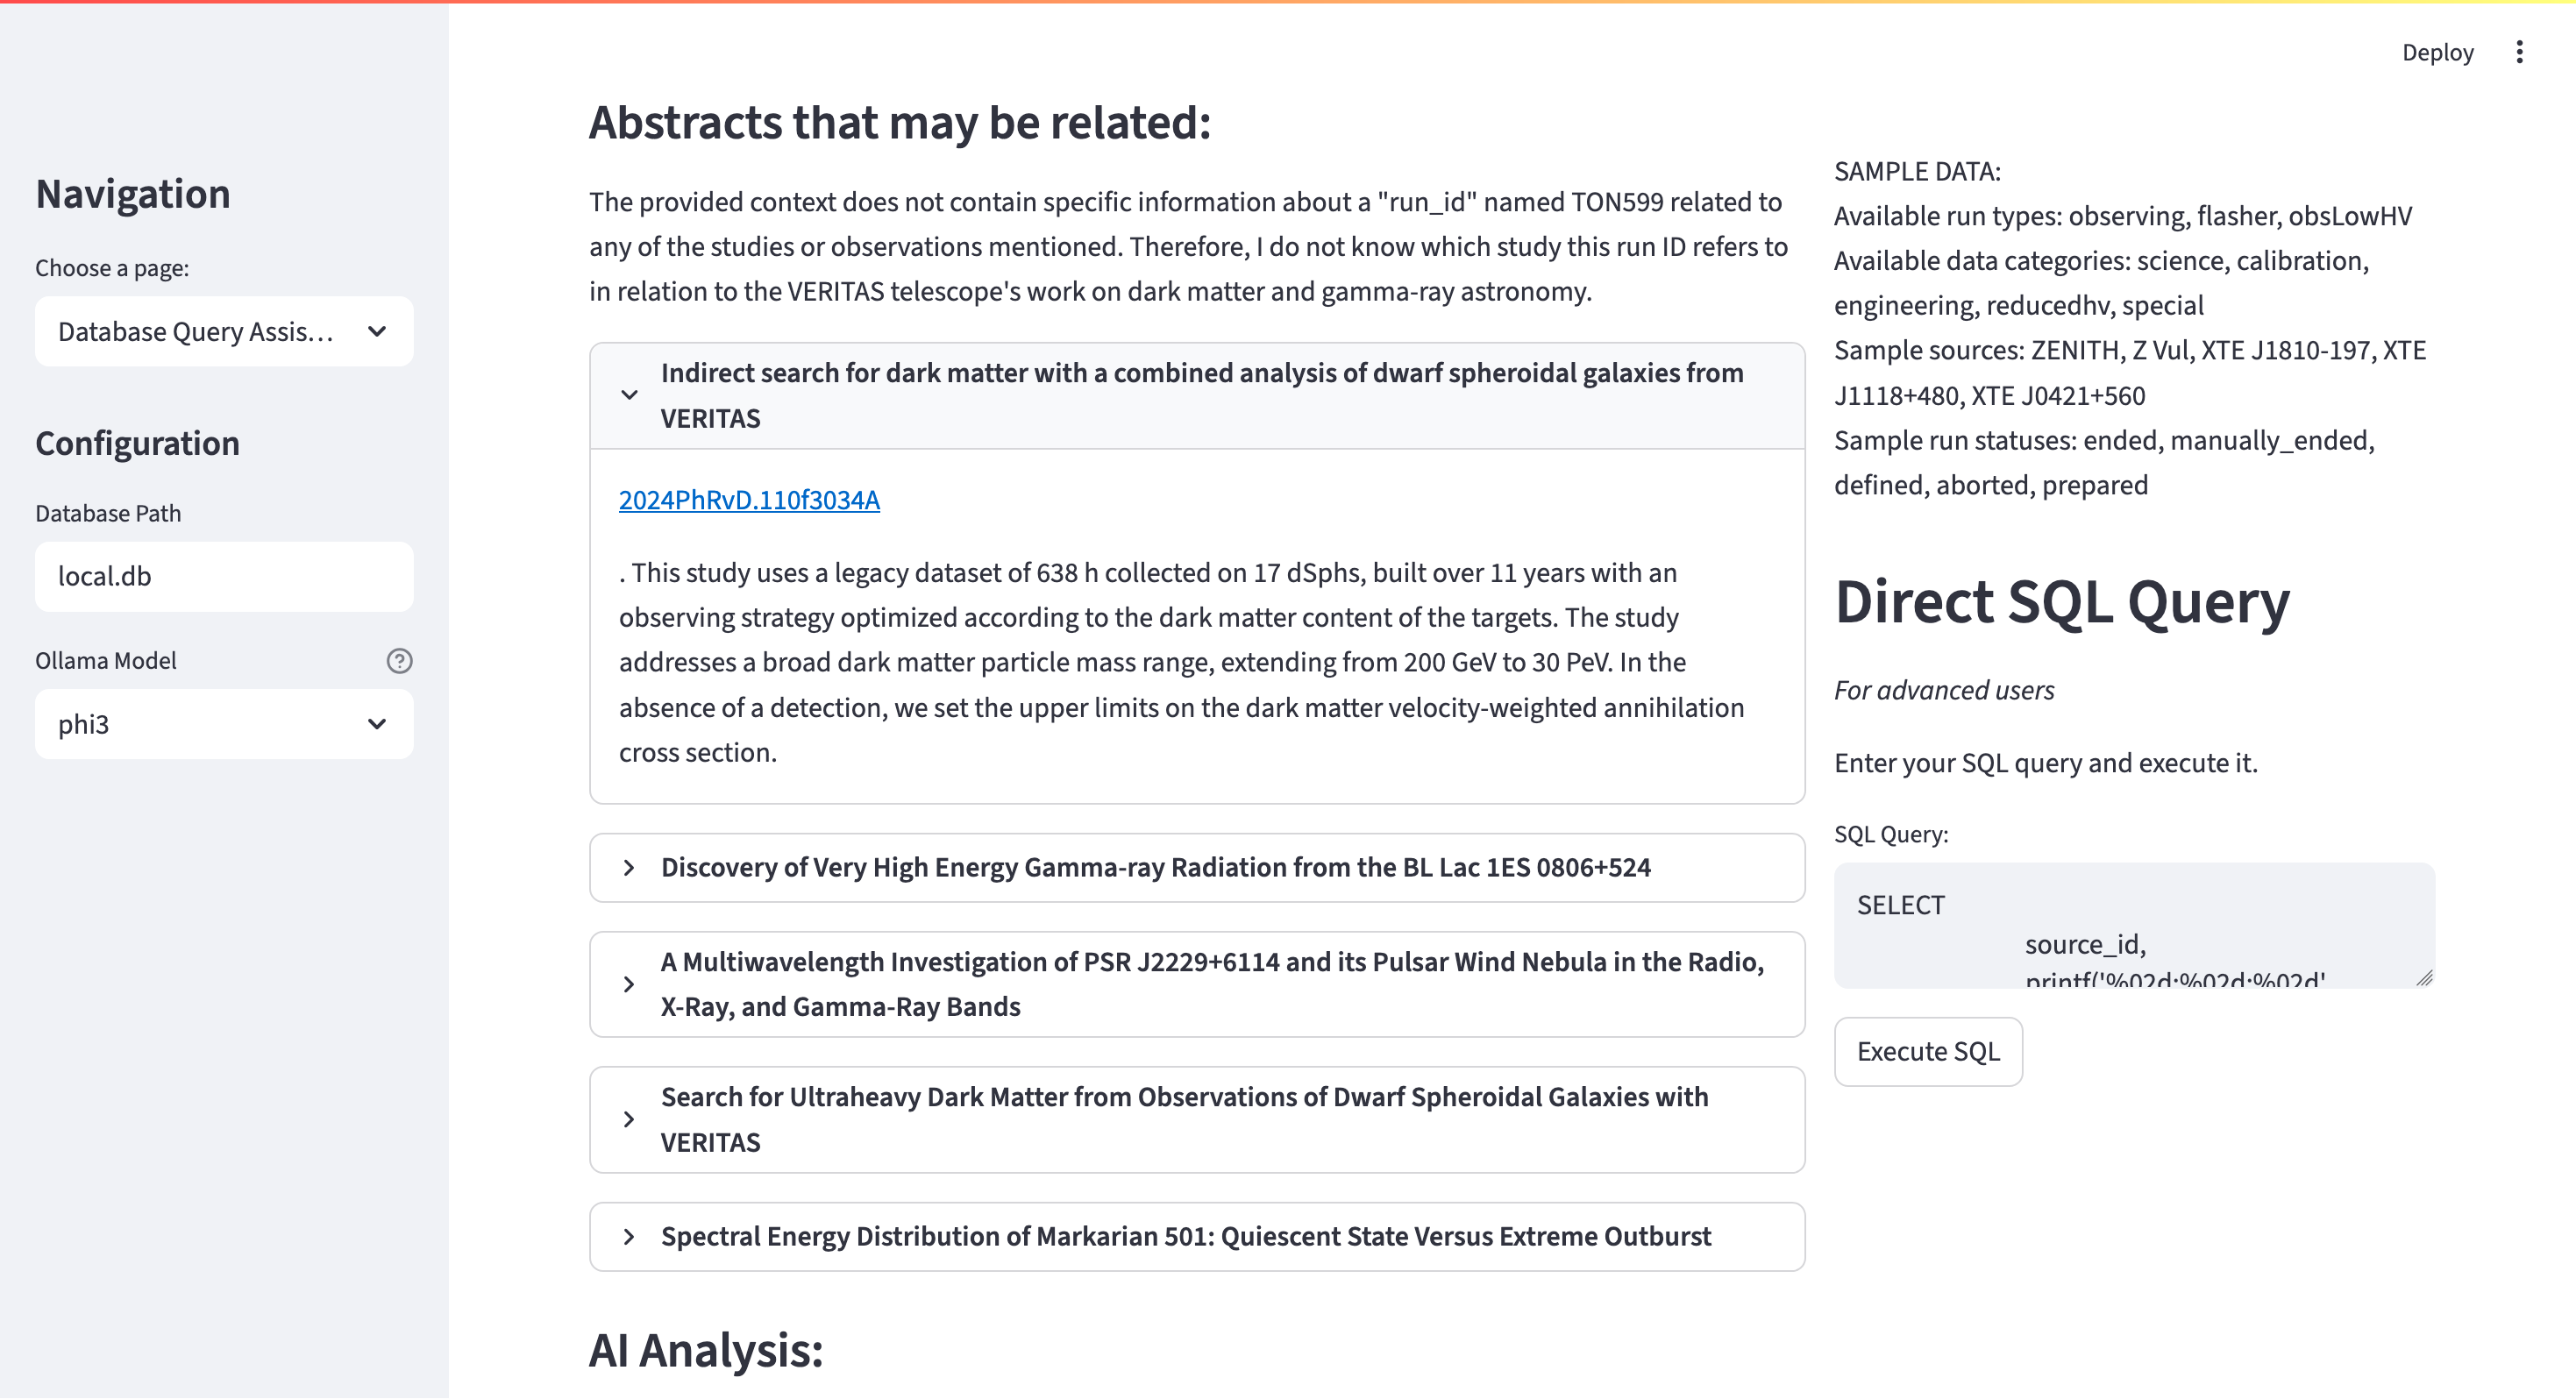 Deploy
Navigation
Choose a page:
Database Query Assis...
Configuration
Database Path
local.db
Ollama Model
phi3
Abstracts that may be related:
The provided context does not contain specific information about a "run_id" named TON599 related to
any of the studies or observations mentioned. Therefore, I do not know which study this run ID refers to
in relation to the VERITAS telescope's work on dark matter and gamma-ray astronomy.
Indirect search for dark matter with a combined analysis of dwarf spheroidal galaxies from
VERITAS
2024PhRvD.110f3034A
. This study uses a legacy dataset of 638 h collected on 17 dSphs, built over 11 years with an
observing strategy optimized according to the dark matter content of the targets. The study
addresses a broad dark matter particle mass range, extending from 200 GeV to 30 PeV. In the
absence of a detection, we set the upper limits on the dark matter velocity-weighted annihilation
cross section.
Discovery of Very High Energy Gamma-ray Radiation from the BL Lac 1ES 0806+524
A Multiwavelength Investigation of PSR J2229+6114 and its Pulsar Wind Nebula in the Radio,
X-Ray, and Gamma-Ray Bands
Search for Ultraheavy Dark Matter from Observations of Dwarf Spheroidal Galaxies with
VERITAS
Spectral Energy Distribution of Markarian 501: Quiescent State Versus Extreme Outburst
AI Analysis:
SAMPLE DATA:
Available run types: observing, flasher, obsLowHV
Available data categories: science, calibration,
engineering, reducedhv, special
Sample sources: ZENITH, Z Vul, XTE J1810-197, XTE
J1118+480, XTE J0421+560
Sample run statuses: ended, manually_ended,
defined, aborted, prepared
Direct SQL Query
For advanced users
Enter your SQL query and execute it.
SQL Query:
SELECT
source_id,
printf('%02d:%02d:%02d'
Execute SQL